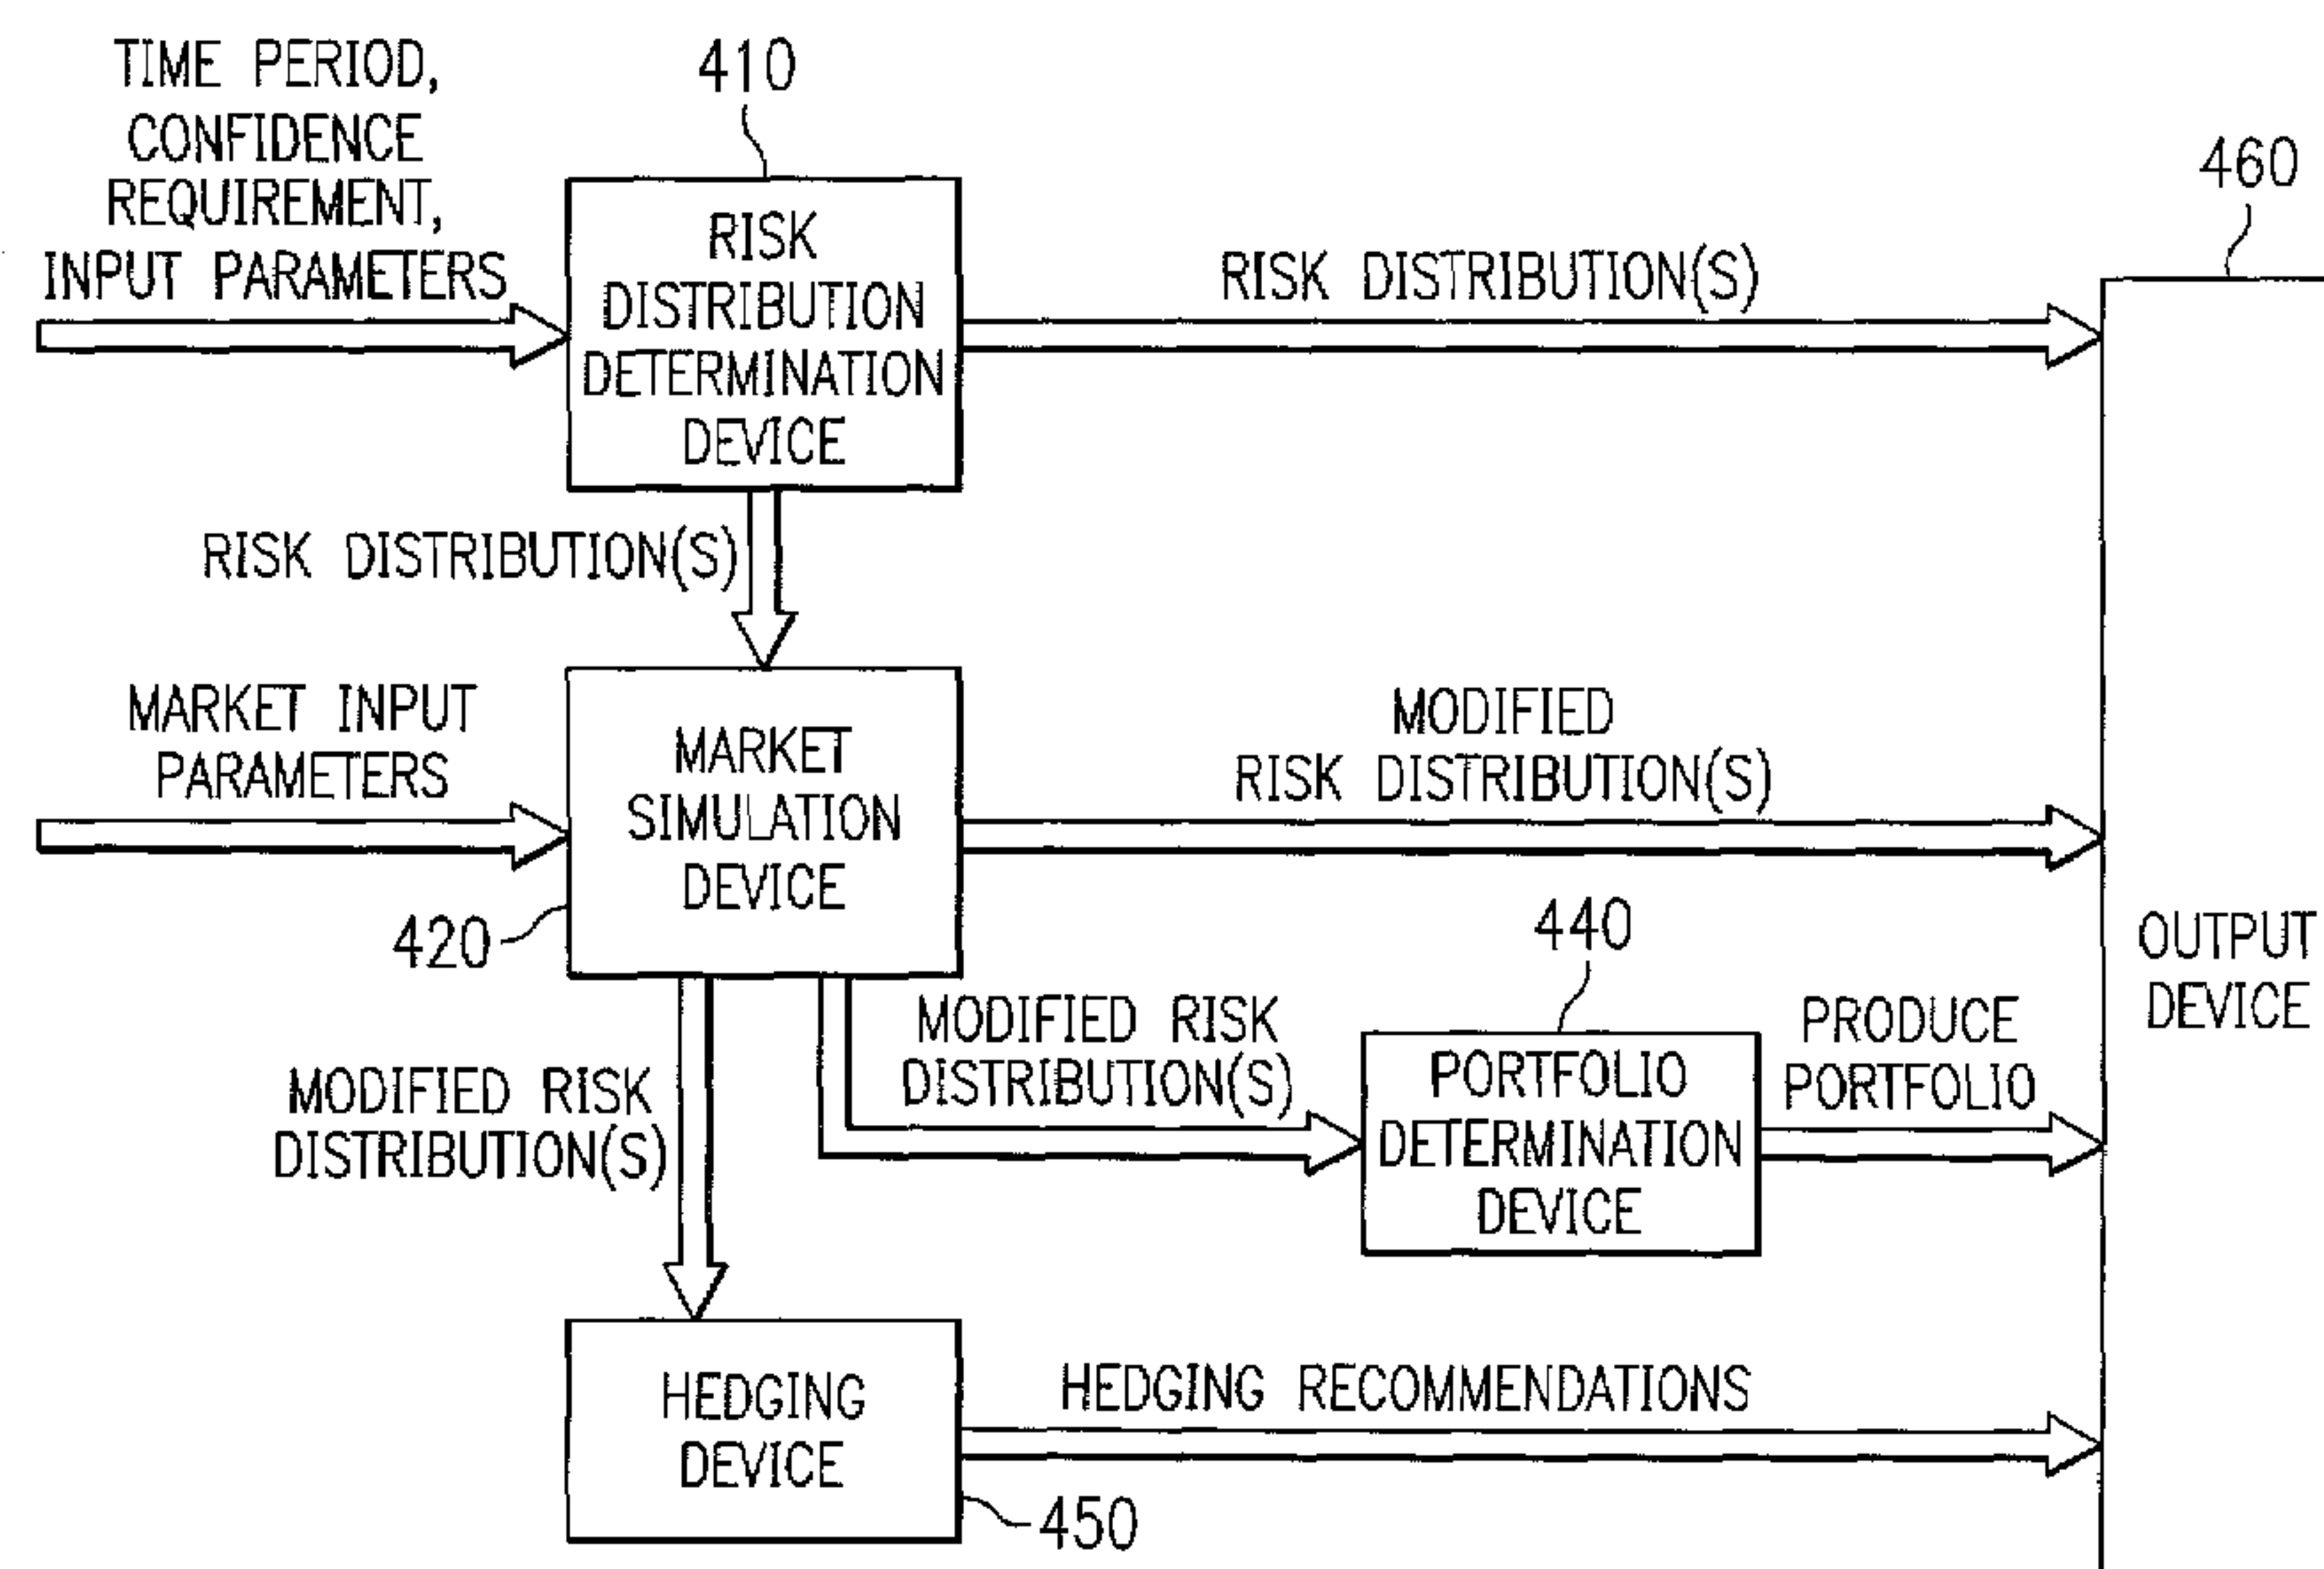 TIME PERIOD,
CONFIDENCE
REQUIREMENT,
INPUT PARAMETERS
410
RISK
DISTRIBUTION
DETERMINATION
DEVICE
RISK DISTRIBUTION(S)
460
RISK DISTRIBUTION(S)
MARKET INPUT
PARAMETERS
MARKET
SIMULATION
DEVICE
420
MODIFIED
RISK DISTRIBUTION(S)
440
OUTPUT
DEVICE
MODIFIED RISK
DISTRIBUTION(S)
MODIFIED RISK
DISTRIBUTION(S)
PORTFOLIO
DETERMINATION
DEVICE
PRODUCE
PORTFOLIO
HEDGING
DEVICE
HEDGING RECOMMENDATIONS
450